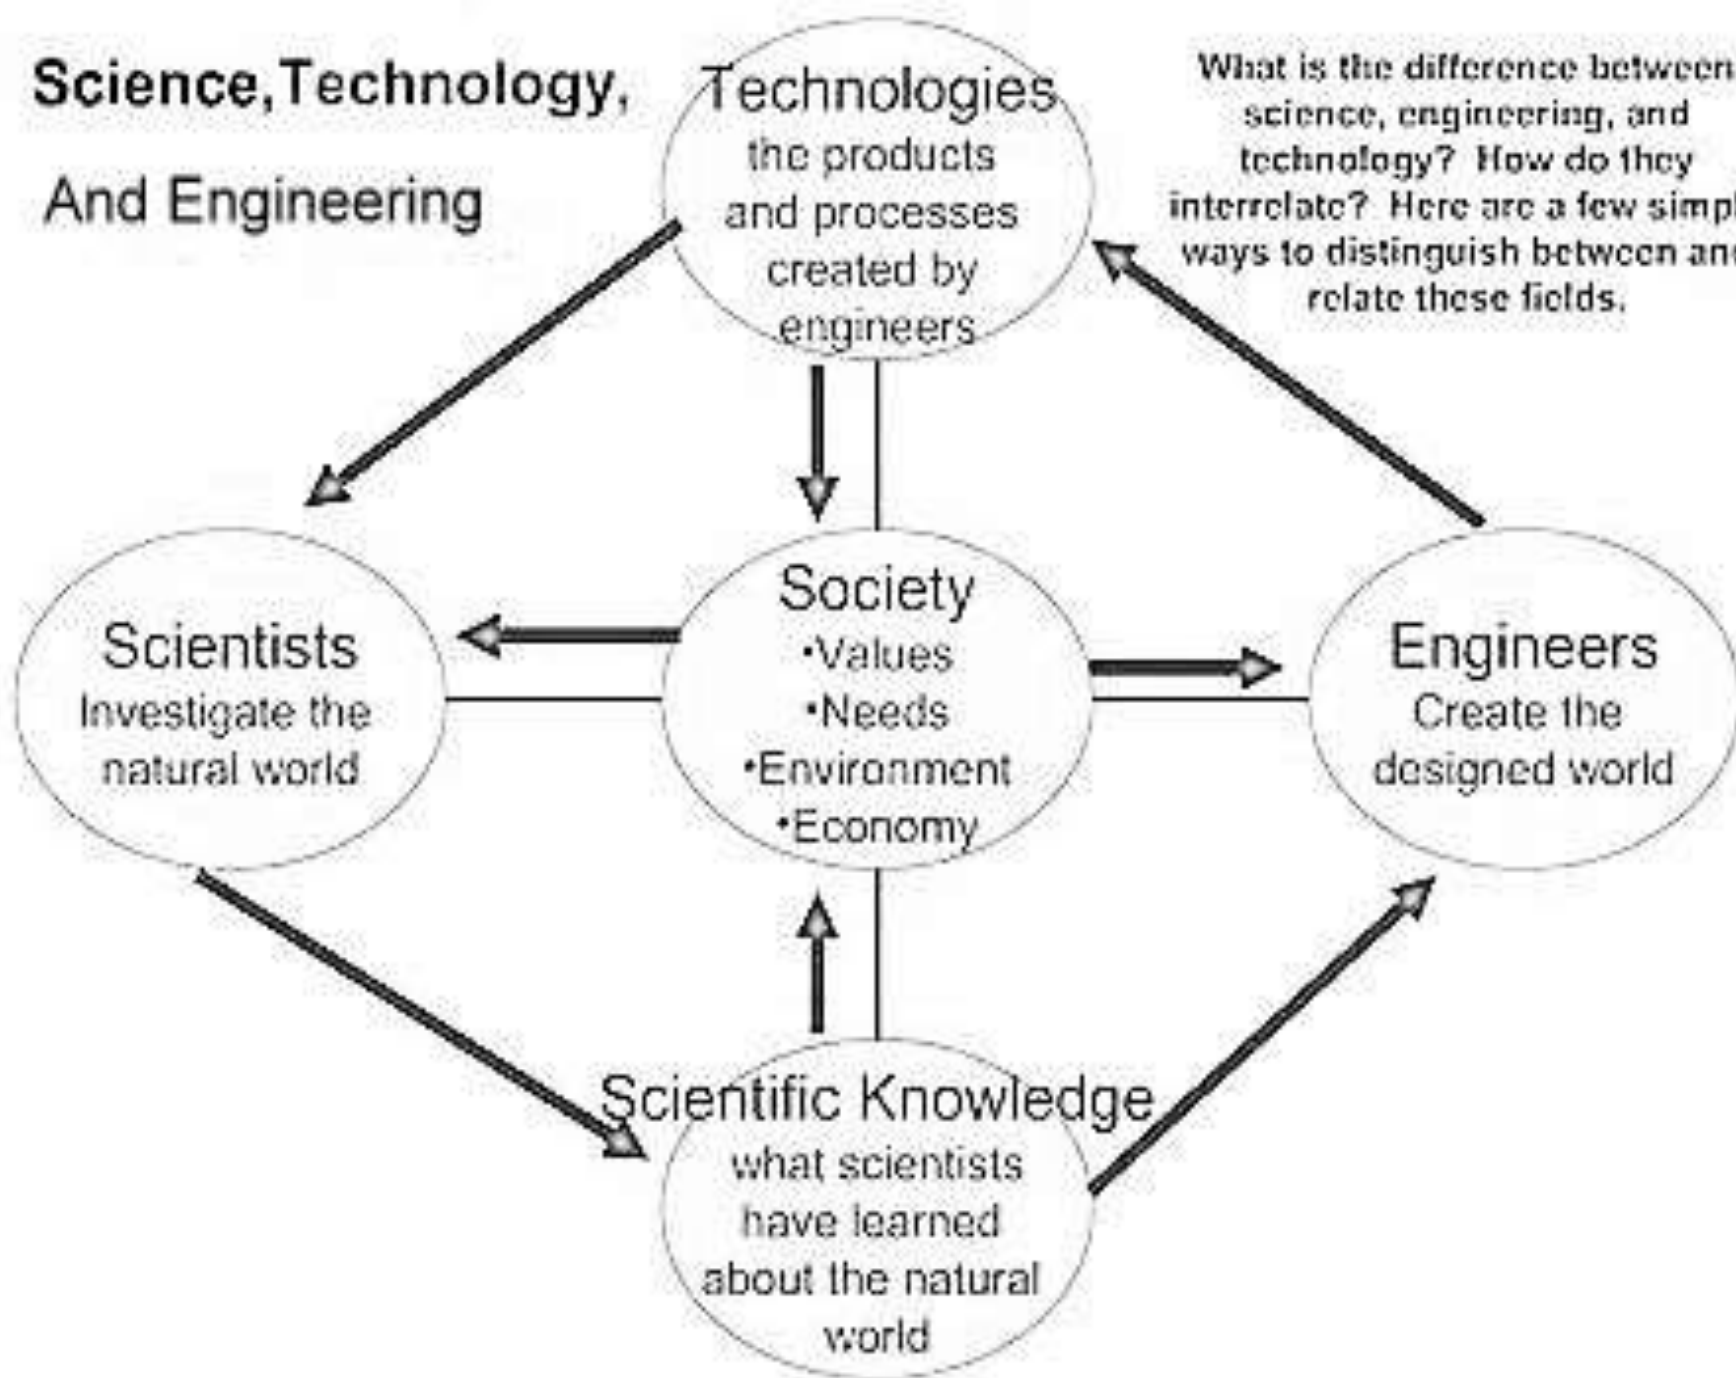 Science, Technology,
And Engineering
What is the difference between
science, engineering, and
technology? How do they
interrelate? Here are a few simpl
ways to distinguish between an
relate these fields.
Technologies
the products
and processes
created by
engineers
Scientists
Investigate the
natural world
Society
•Values
•Needs
•Environment
•Economy
Engineers
Create the
designed world
Scientific Knowledge
what scientists
have learned
about the natural
world